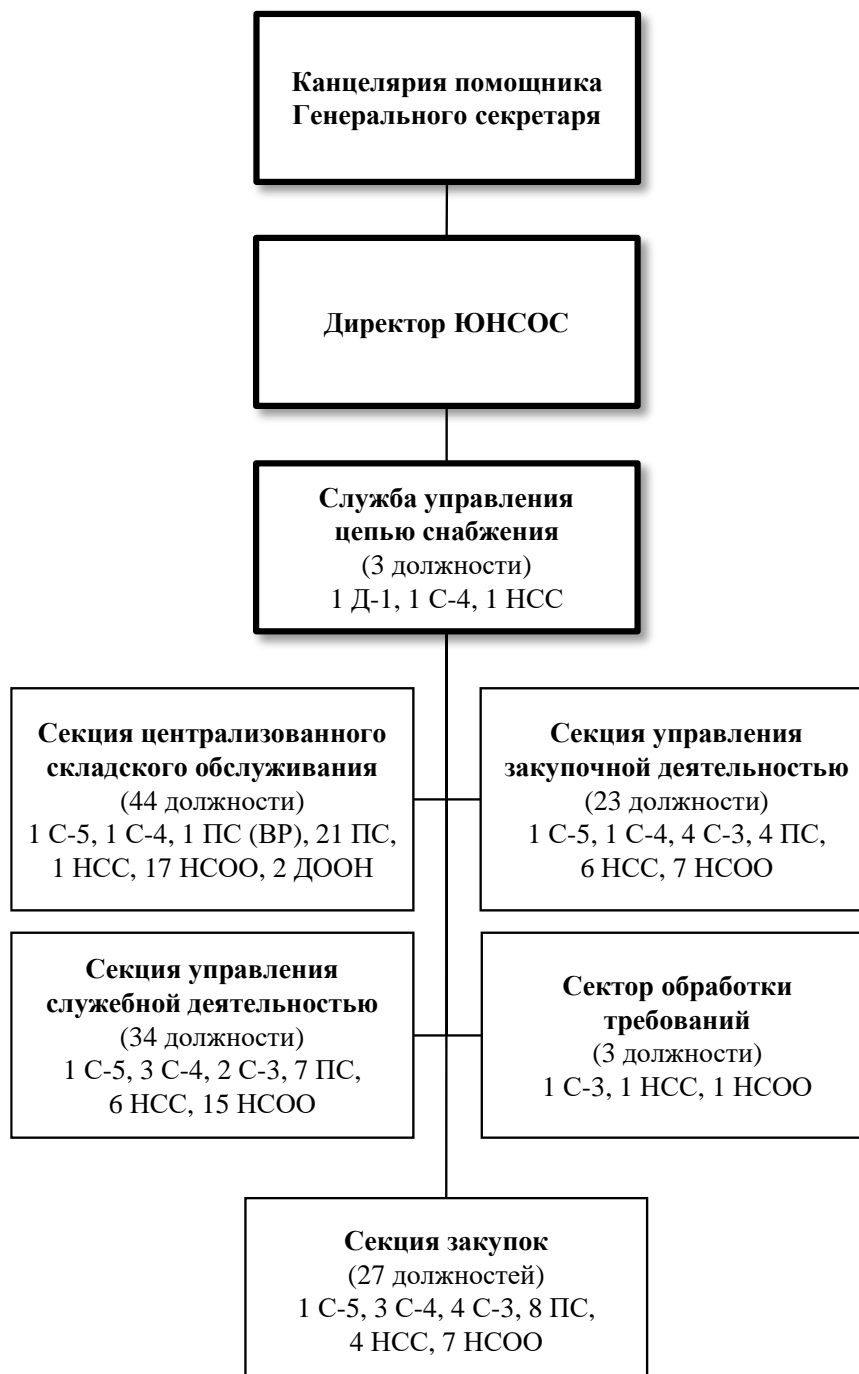 Канцелярия помощника
Генерального секретаря
Директор ЮНСОС
Служба управления
цепью снабжения
(3 должности)
1 Д-1, 1 С-4, 1 НСС
Секция централизованного
складского обслуживания
(44 должности)
1 С-5, 1 С-4, 1 ПС (ВР), 21 ПС,
1 НСС, 17 НСОО, 2 ДООН
Секция управления
закупочной деятельностью
(23 должности)
1 С-5, 1 С-4, 4 С-3, 4 ПС,
6 НСС, 7 НСОО
Секция управления
служебной деятельностью
(34 должности)
1 С-5, 3 С-4, 2 С-3, 7 ПС,
6 НСС, 15 НСОО
Сектор обработки
требований
(3 должности)
1 С-3, 1 НСС, 1 НСОО
Секция закупок
(27 должностей)
1 С-5, 3 С-4, 4 С-3, 8 ПС,
4 НСС, 7 НСОО